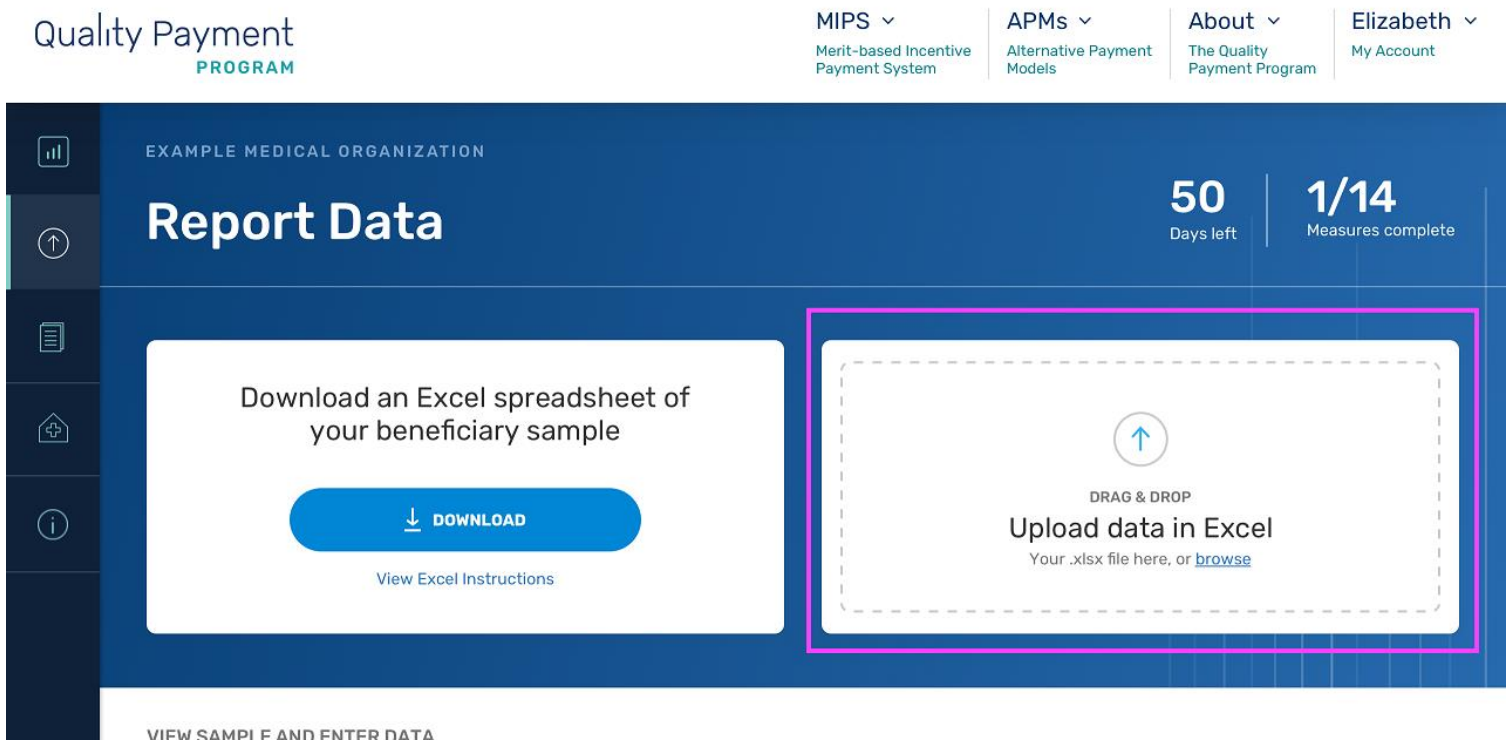 Quality Payment
PROGRAM
MIPS
Merit-based Incentive
Payment System
APMs
Alternative Payment
Models
About
The Quality
Payment Program
Elizabeth
My Account
EXAMPLE MEDICAL ORGANIZATION
Report Data
50
Days left
1/14
Measures complete
Download an Excel spreadsheet of
your beneficiary sample
DOWNLOAD
View Excel Instructions
DRAG & DROP
Upload data in Excel
Your .xlsx file here, or browse
VIEW SAMPLE AND ENTER DATA